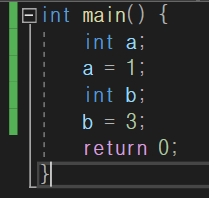 int main() {
    int a;
    a = 1;
    int b;
    b = 3;
    return 0;
}